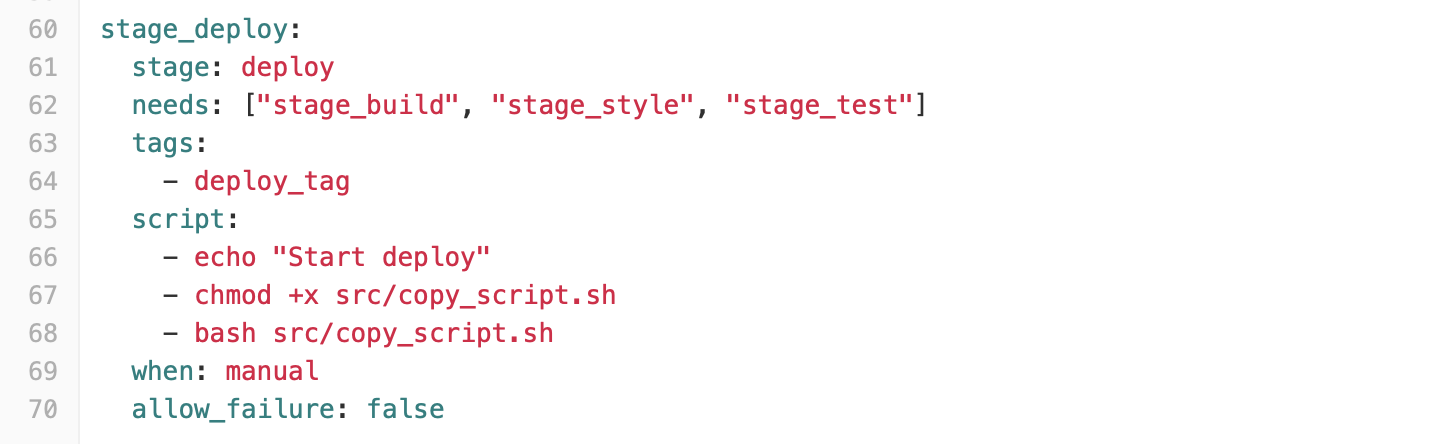 60 stage_deploy:
61   stage: deploy
62   needs: ["stage_build", "stage_style", "stage_test"]
63   tags:
64     - deploy_tag
65   script:
66     - echo "Start deploy"
67     - chmod +x src/copy_script.sh
68     - bash src/copy_script.sh
69   when: manual
70   allow_failure: false